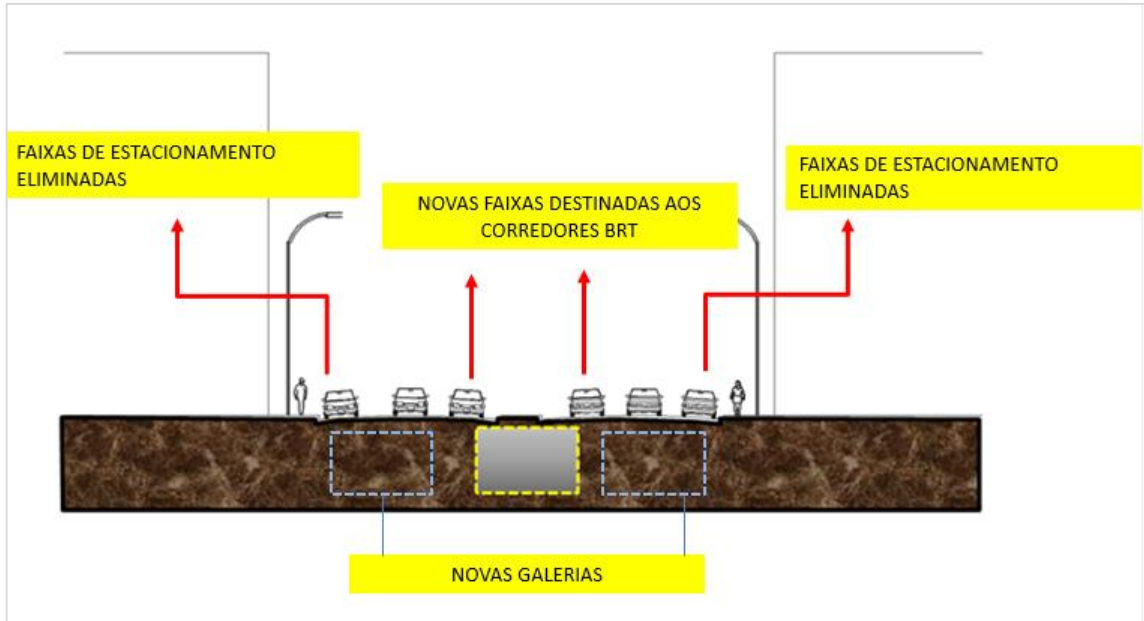 FAIXAS DE ESTACIONAMENTO
ELIMINADAS
NOVAS FAIXAS DESTINADAS AOS
CORREDORES BRT
FAIXAS DE ESTACIONAMENTO
ELIMINADAS
NOVAS GALERIAS